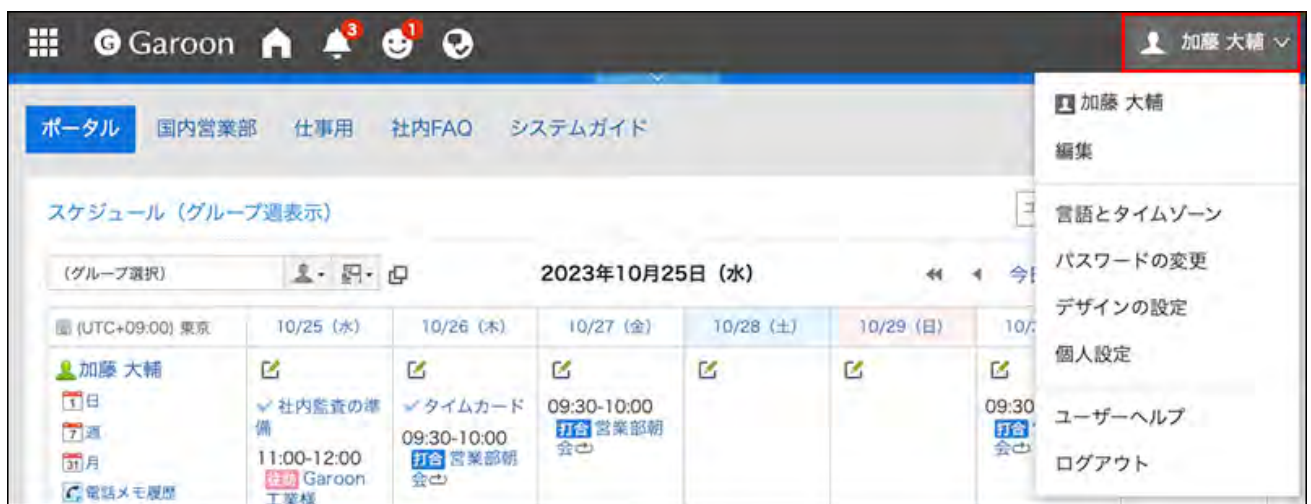 Garoon 3 1 加藤 大輔
加藤 大輔
編集
言語とタイムゾーン
パスワードの変更
デザインの設定
個人設定
ユーザーヘルプ
ログアウト
ポータル 国内営業部 仕事用 社内FAQ システムガイド
スケジュール（グループ週表示）
（グループ選択） 2023年10月25日（水）
(UTC+09:00) 東京 10/25（水） 10/26（木） 10/27（金） 10/28（土） 10/29（日）
加藤 大輔
1 日
7 週
31 月
電話メモ履歴
社内監査の準
備
11:00-12:00
往訪 Garoon
工業様
タイムカード
09:30-10:00
打合 営業部朝
会
09:30-10:00
打合 営業部朝
会
09:30
打合
会